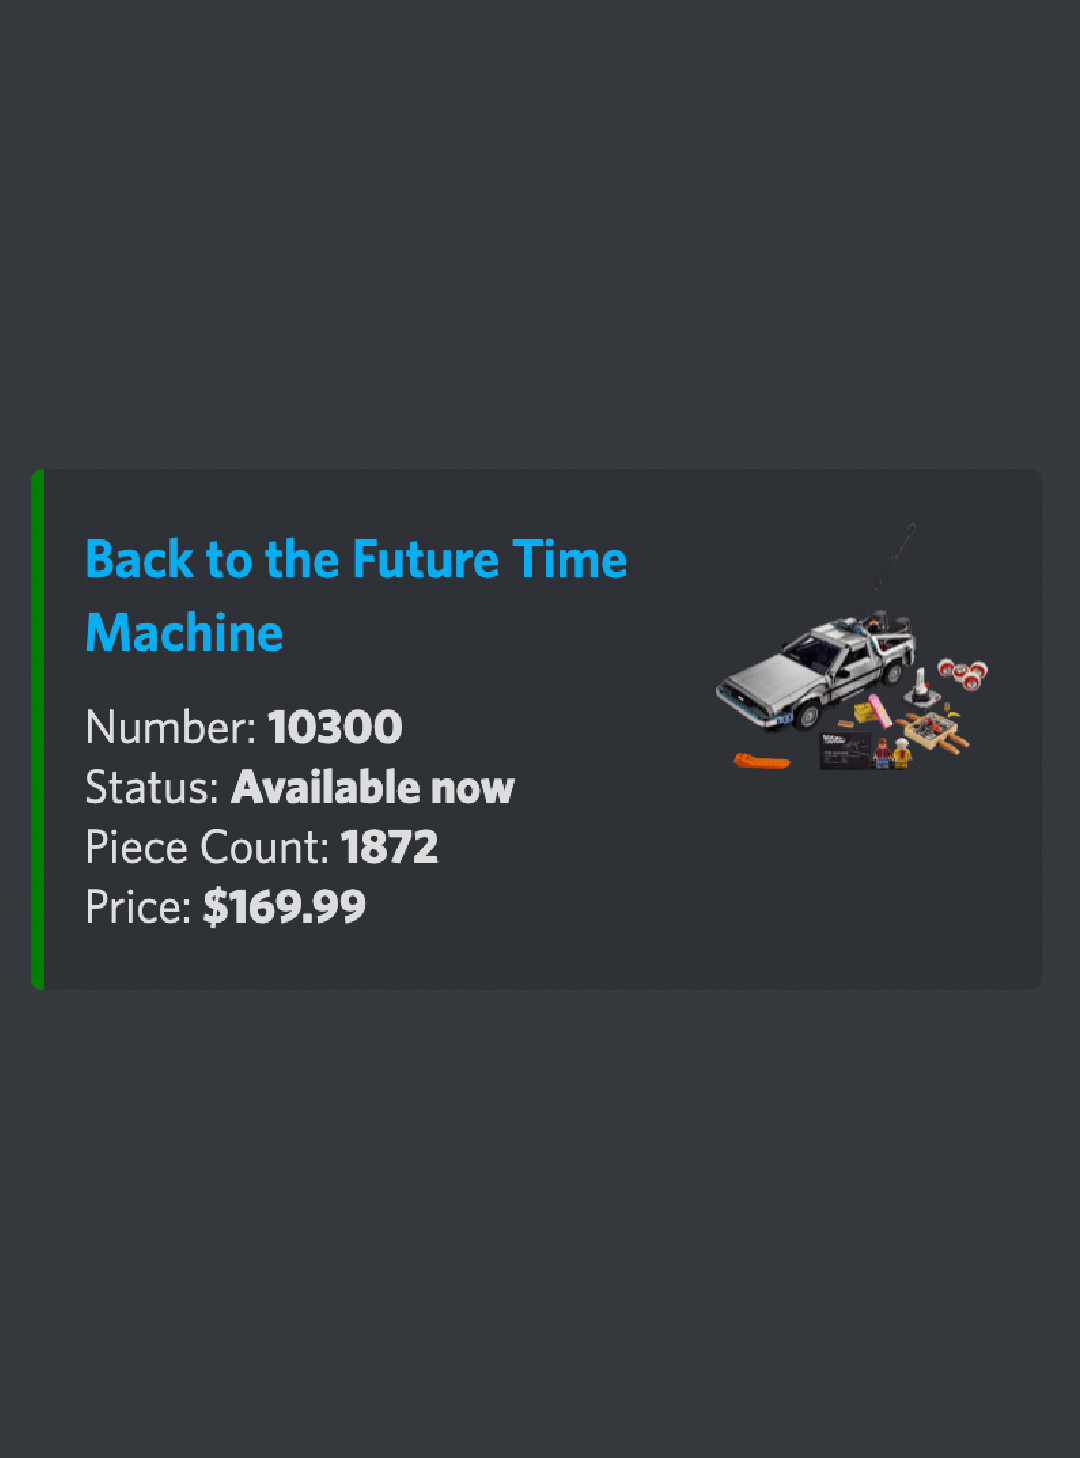 Back to the Future Time
Machine
Number: 10300
Status: Available now
Piece Count: 1872
Price: $169.99